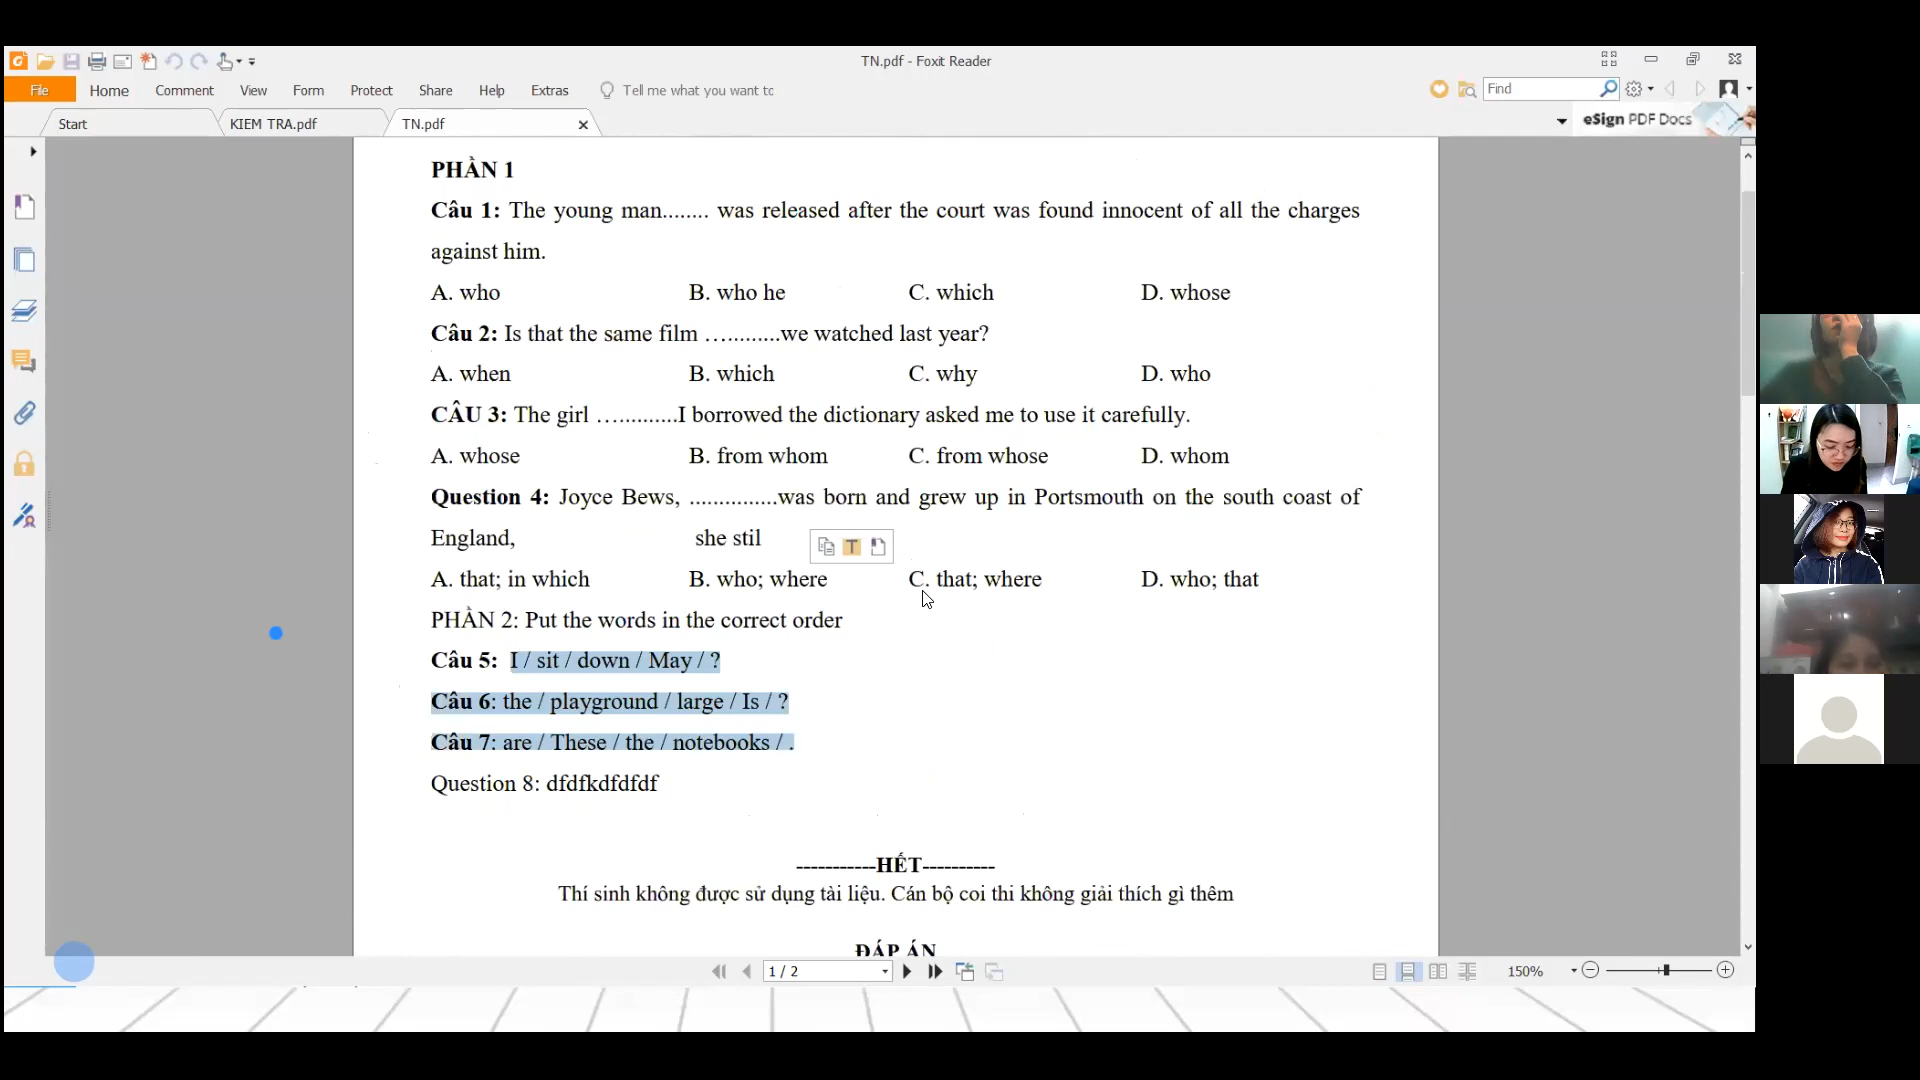 TN.pdf - Foxit Reader
File Home Comment View Form Protect Share Help Extras Tell me what you want to Find
Start KIEM TRA.pdf TN.pdf eSign PDF Docs
PHẦN 1
Câu 1: The young man........ was released after the court was found innocent of all the charges
against him.
A. who B. who he C. which D. whose
Câu 2: Is that the same film …..........we watched last year?
A. when B. which C. why D. who
CÂU 3: The girl …...........I borrowed the dictionary asked me to use it carefully.
A. whose B. from whom C. from whose D. whom
Question 4: Joyce Bews, ...............was born and grew up in Portsmouth on the south coast of
England, she stil
A. that; in which B. who; where C. that; where D. who; that
PHẦN 2: Put the words in the correct order
Câu 5: I / sit / down / May / ?
Câu 6: the / playground / large / Is / ?
Câu 7: are / These / the / notebooks / .
Question 8: dfdfkdfdfdf
-----------HẾT----------
Thí sinh không được sử dụng tài liệu. Cán bộ coi thi không giải thích gì thêm
ĐÁP ÁN
1 / 2 150%